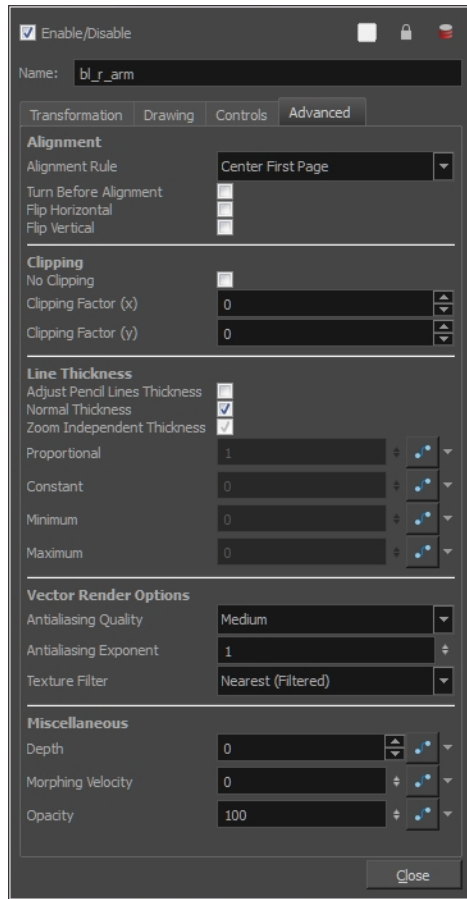 Enable/Disable
Name: bl_r_arm
Transformation Drawing Controls Advanced
Alignment
Alignment Rule Center First Page
Turn Before Alignment
Flip Horizontal
Flip Vertical
Clipping
No Clipping
Clipping Factor (x) 0
Clipping Factor (y) 0
Line Thickness
Adjust Pencil Lines Thickness
Normal Thickness
Zoom Independent Thickness
Proportional 1
Constant 0
Minimum 0
Maximum 0
Vector Render Options
Antialiasing Quality Medium
Antialiasing Exponent 1
Texture Filter Nearest (Filtered)
Miscellaneous
Depth 0
Morphing Velocity 0
Opacity 100
Close